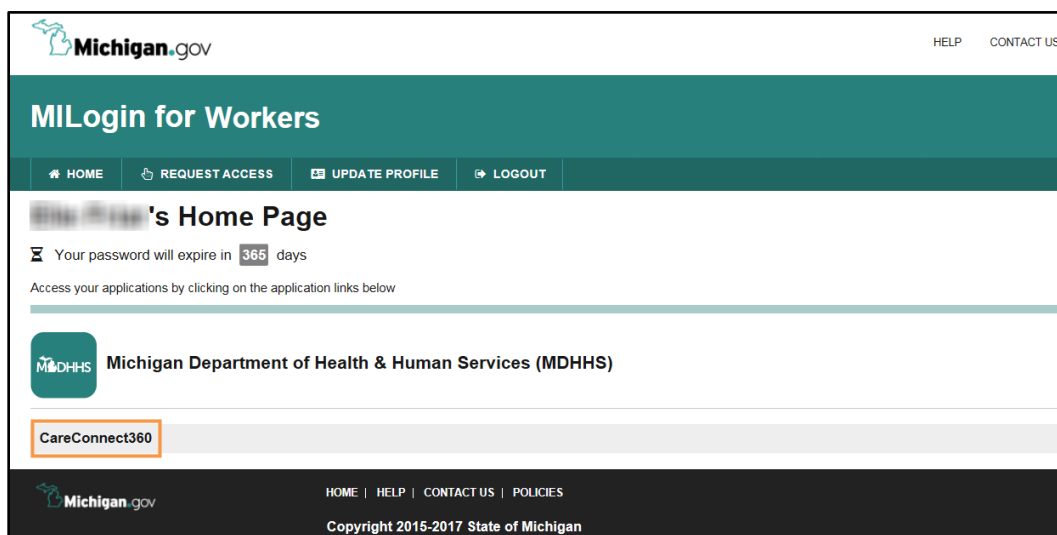 Michigan.gov
HELP CONTACT US
MILogin for Workers
HOME REQUEST ACCESS UPDATE PROFILE LOGOUT
's Home Page
Your password will expire in 365 days
Access your applications by clicking on the application links below
MDHHS Michigan Department of Health & Human Services (MDHHS)
CareConnect360
Michigan.gov
HOME | HELP | CONTACT US | POLICIES
Copyright 2015-2017 State of Michigan